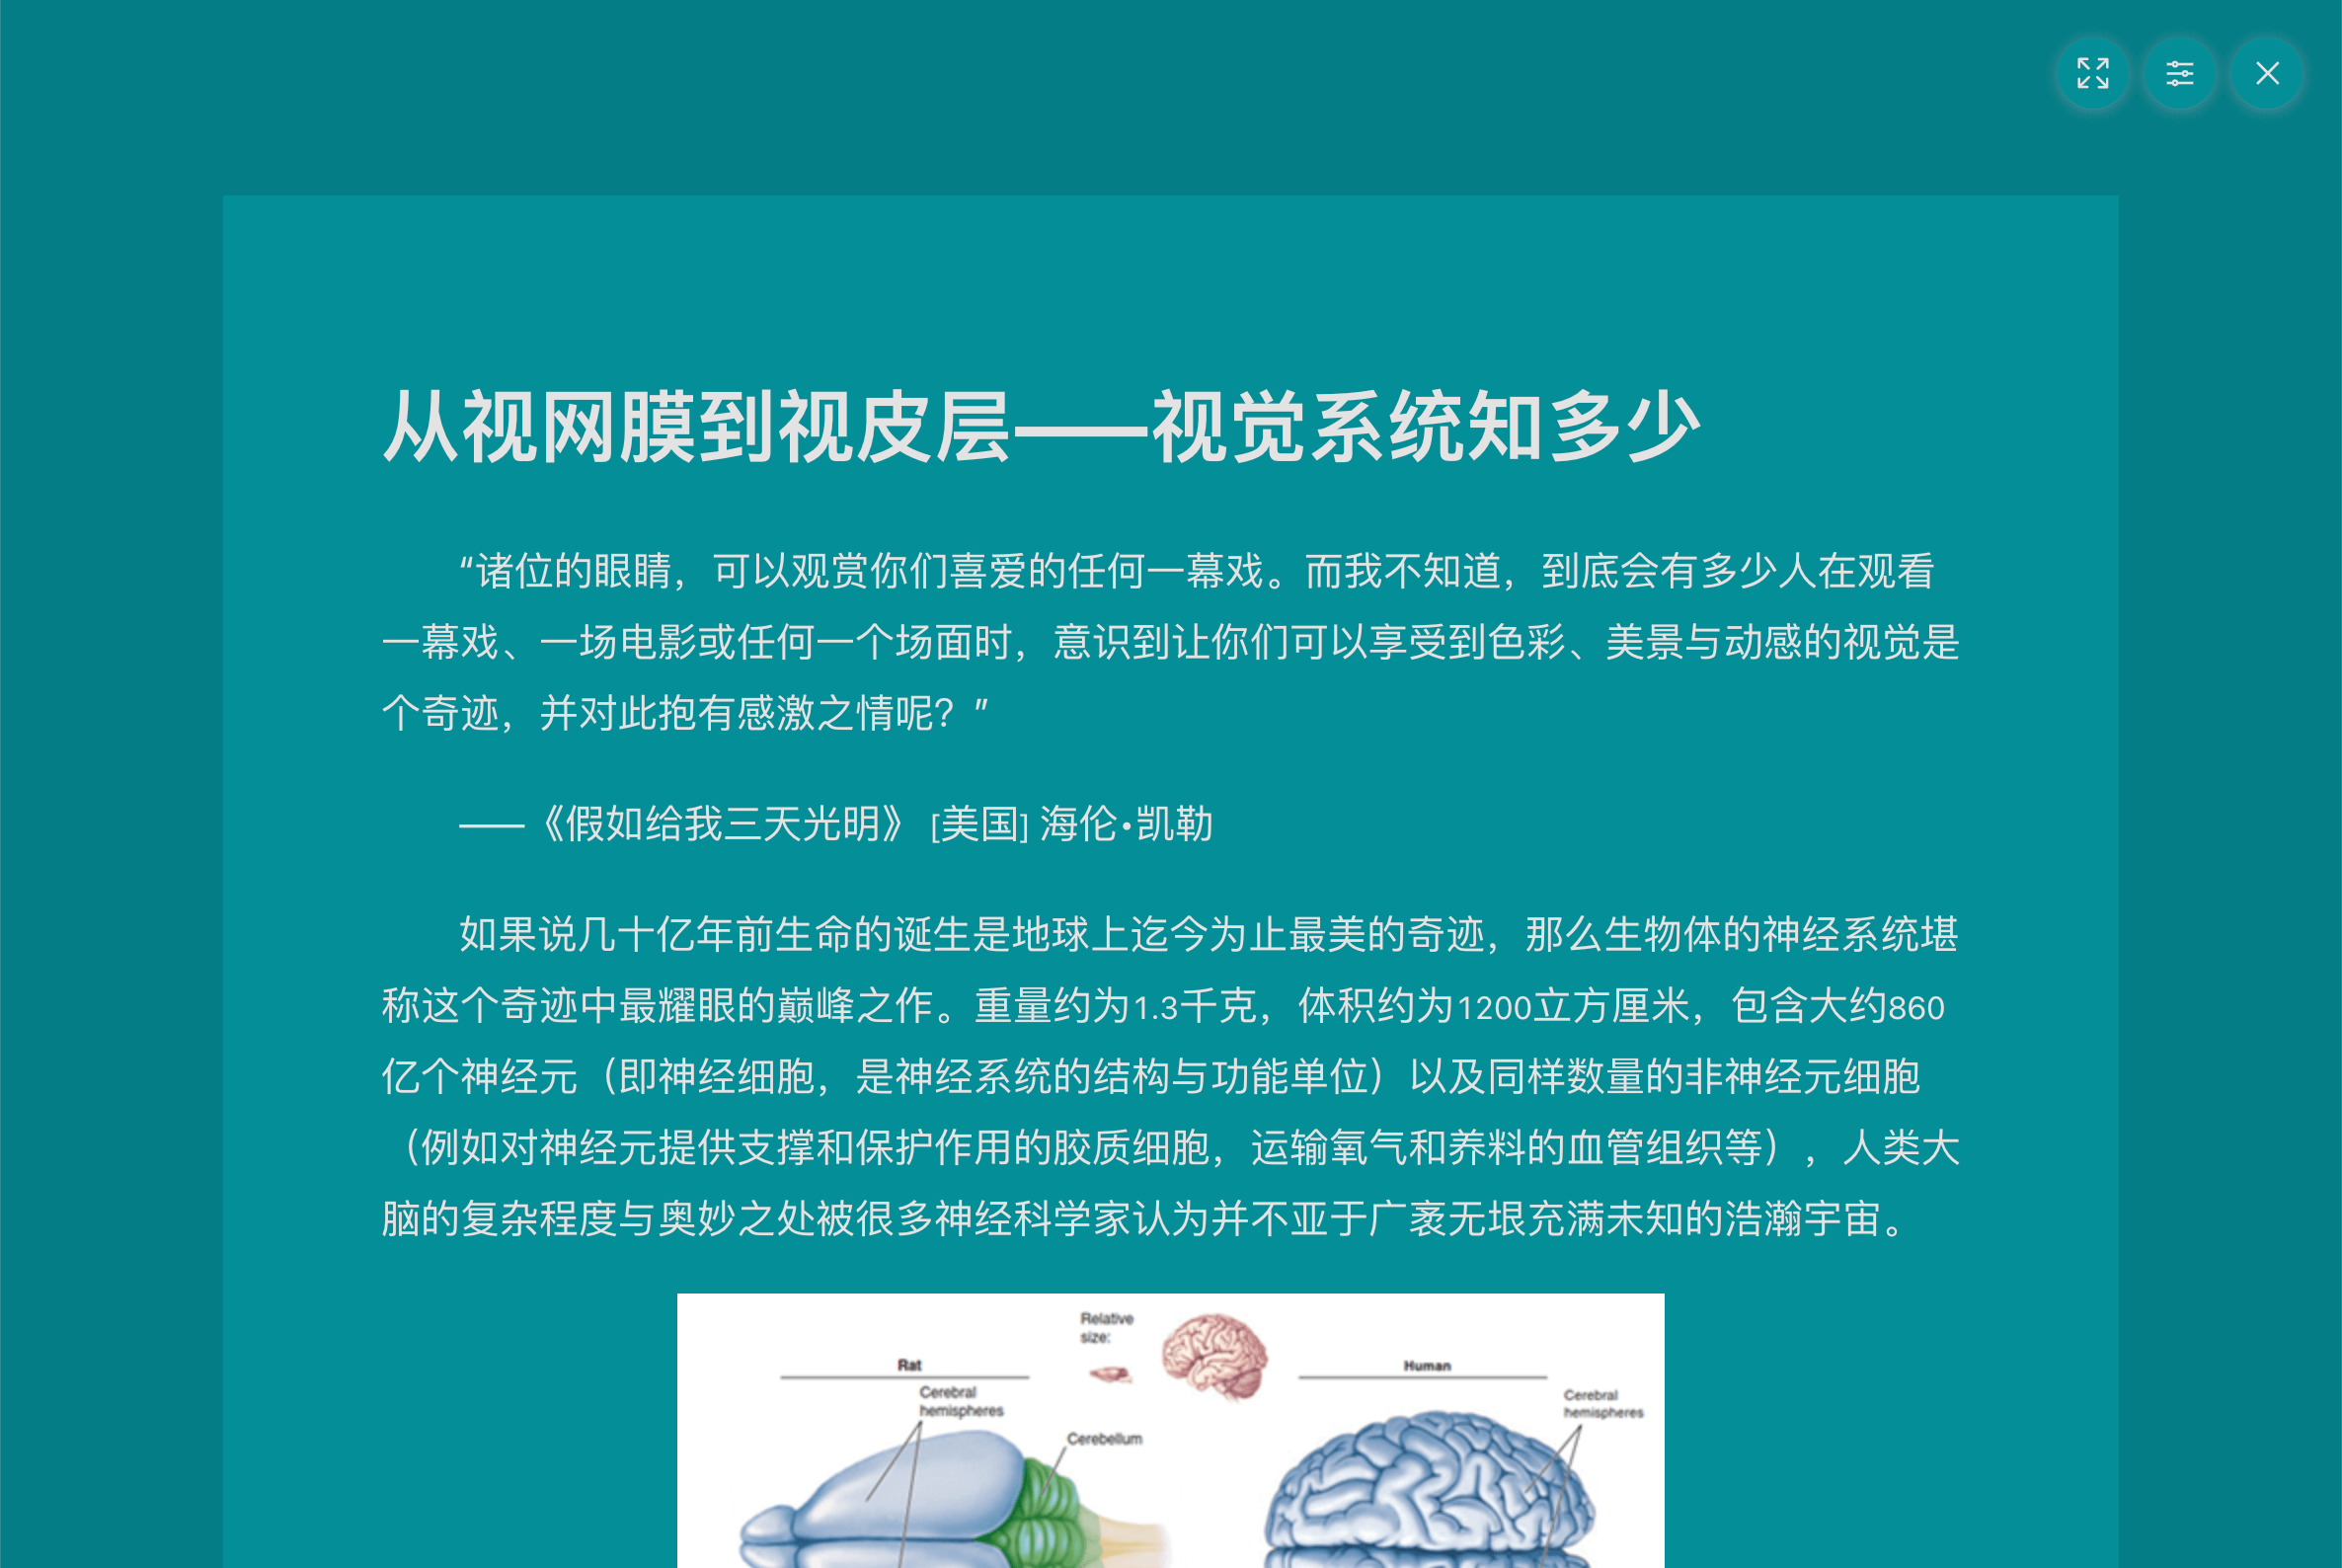 从视网膜到视皮层——视觉系统知多少
“诸位的眼睛，可以观赏你们喜爱的任何一幕戏。而我不知道，到底会有多少人在观看
一幕戏、一场电影或任何一个场面时，意识到让你们可以享受到色彩、美景与动感的视觉是
个奇迹，并对此抱有感激之情呢？”
——《假如给我三天光明》 [美国] 海伦•凯勒
如果说几十亿年前生命的诞生是地球上迄今为止最美的奇迹，那么生物体的神经系统堪
称这个奇迹中最耀眼的巅峰之作。重量约为1.3千克，体积约为1200立方厘米，包含大约860
亿个神经元（即神经细胞，是神经系统的结构与功能单位）以及同样数量的非神经元细胞
（例如对神经元提供支撑和保护作用的胶质细胞，运输氧气和养料的血管组织等），人类大
脑的复杂程度与奥妙之处被很多神经科学家认为并不亚于广袤无垠充满未知的浩瀚宇宙。
Relative
size:
Rat
Human
Cerebral
hemispheres
Cerebellum
Cerebral
hemispheres